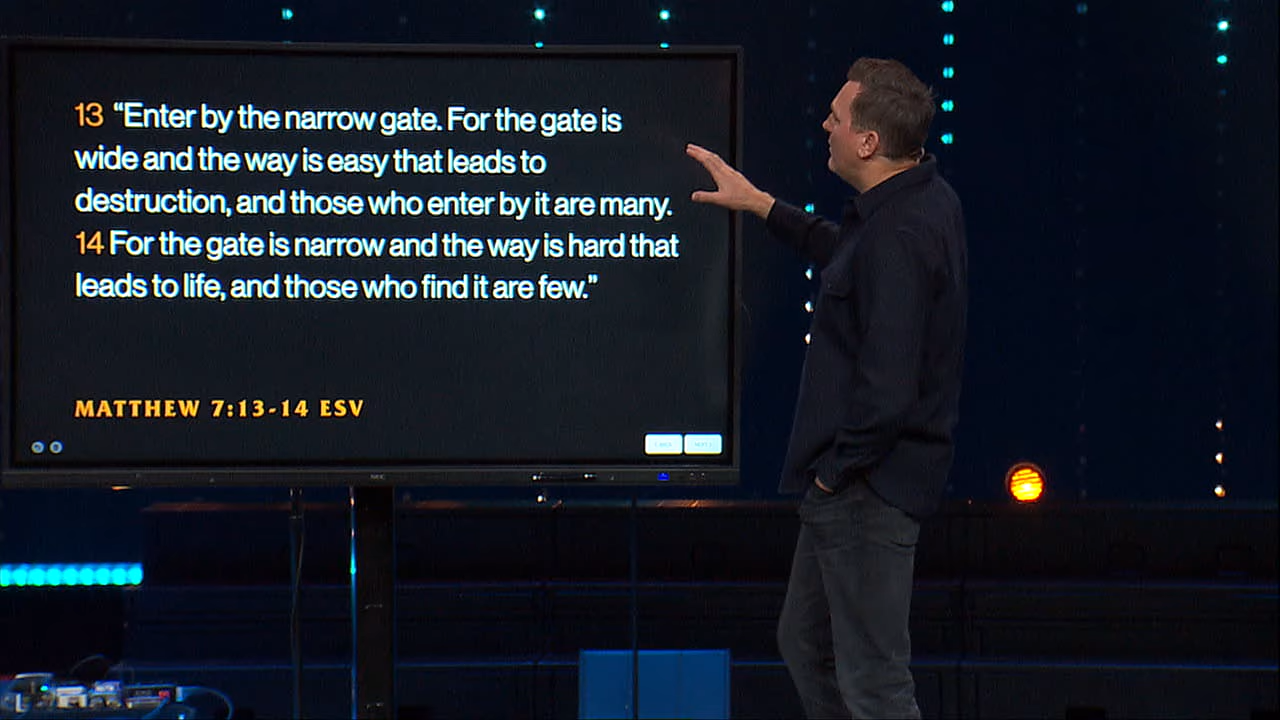 13 “Enter by the narrow gate. For the gate is
wide and the way is easy that leads to
destruction, and those who enter by it are many.
14 For the gate is narrow and the way is hard that
leads to life, and those who find it are few.”
MATTHEW 7:13-14 ESV
NEC